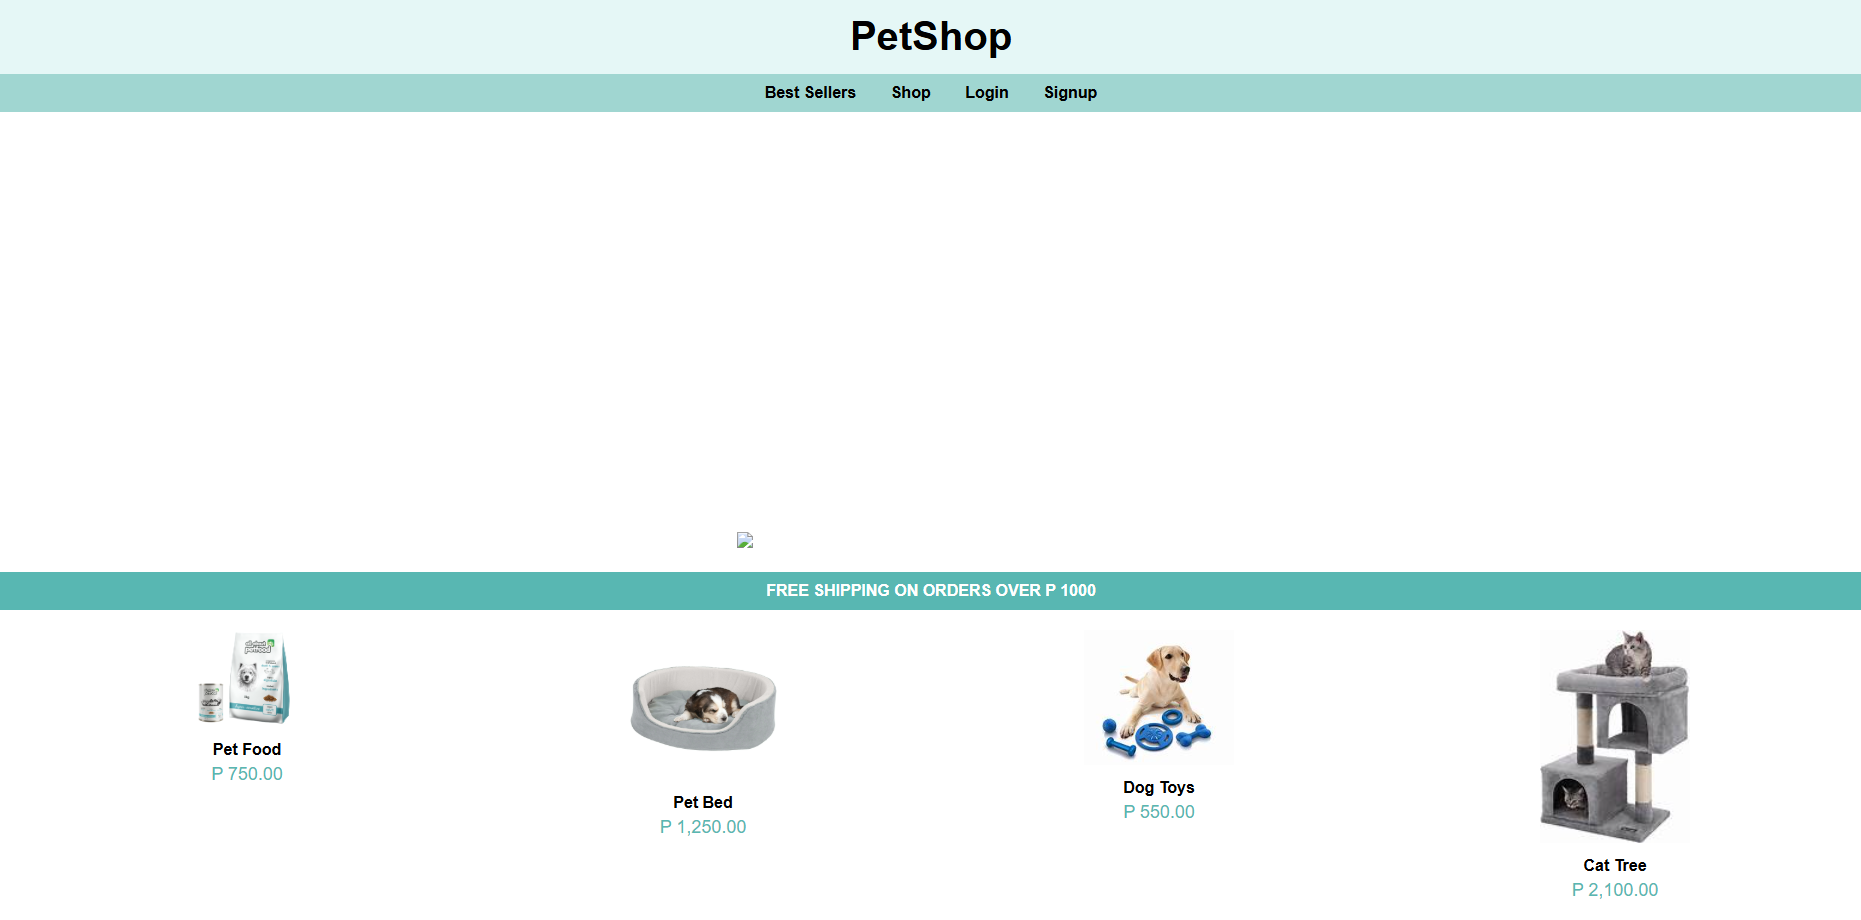 PetShop
Best Sellers Shop Login Signup
FREE SHIPPING ON ORDERS OVER P 1000
petfood
Pet Food
P 750.00
Pet Bed
P 1,250.00
Dog Toys
P 550.00
Cat Tree
P 2,100.00